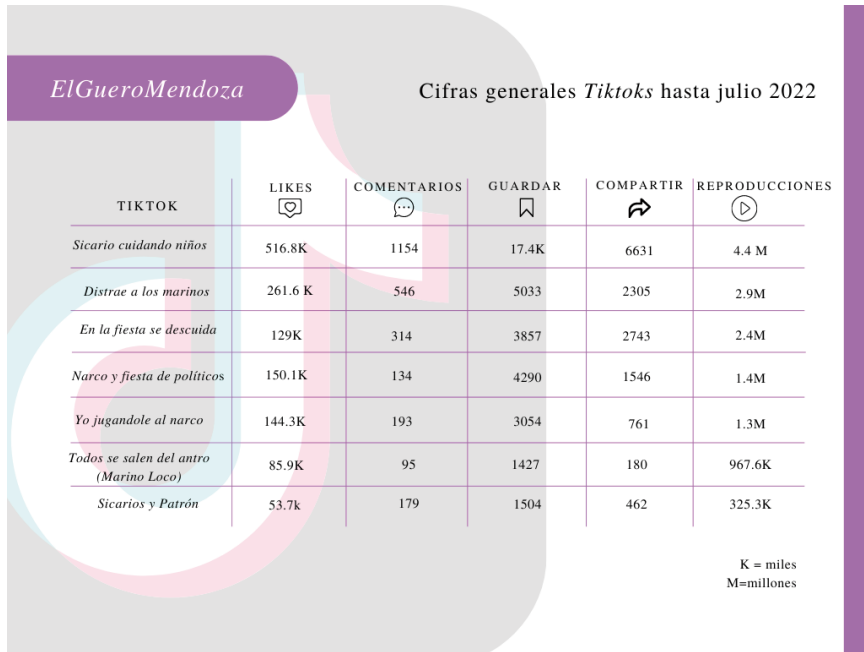 ElGueroMendoza
Cifras generales Tiktoks hasta julio 2022
TIKTOK LIKES COMENTARIOS GUARDAR COMPARTIR REPRODUCCIONES
Sicario cuidando niños 516.8K 1154 17.4K 6631 4.4 M
Distrae a los marinos 261.6 K 546 5033 2305 2.9M
En la fiesta se descuida 129K 314 3857 2743 2.4M
Narco y fiesta de políticos 150.1K 134 4290 1546 1.4M
Yo jugandole al narco 144.3K 193 3054 761 1.3M
Todos se salen del antro
(Marino Loco) 85.9K 95 1427 180 967.6K
Sicarios y Patrón 53.7k 179 1504 462 325.3K
K = miles
M=millones